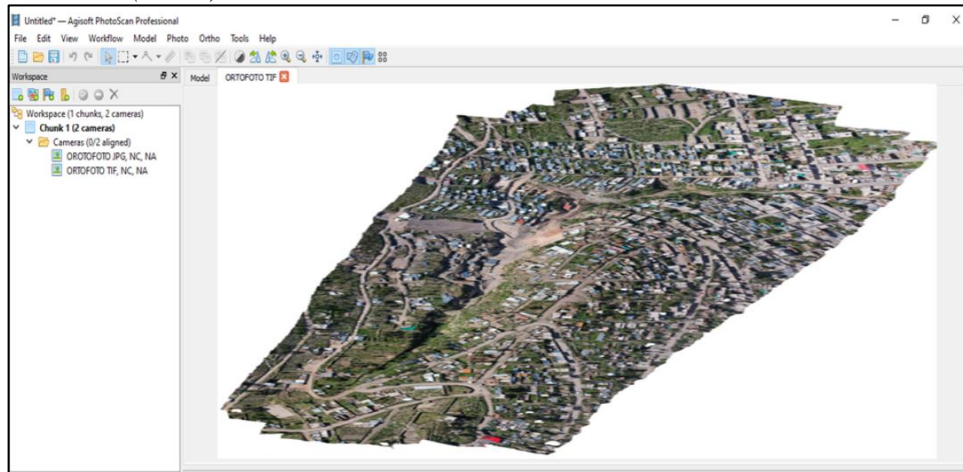 Untitled* — Agisoft PhotoScan Professional
File Edit View Workflow Model Photo Ortho Tools Help
Workspace
Model ORTOFOTO TIF
Workspace (1 chunks, 2 cameras)
Chunk 1 (2 cameras)
Cameras (0/2 aligned)
OROTOFOTO JPG, NC, NA
ORTOFOTO TIF, NC, NA